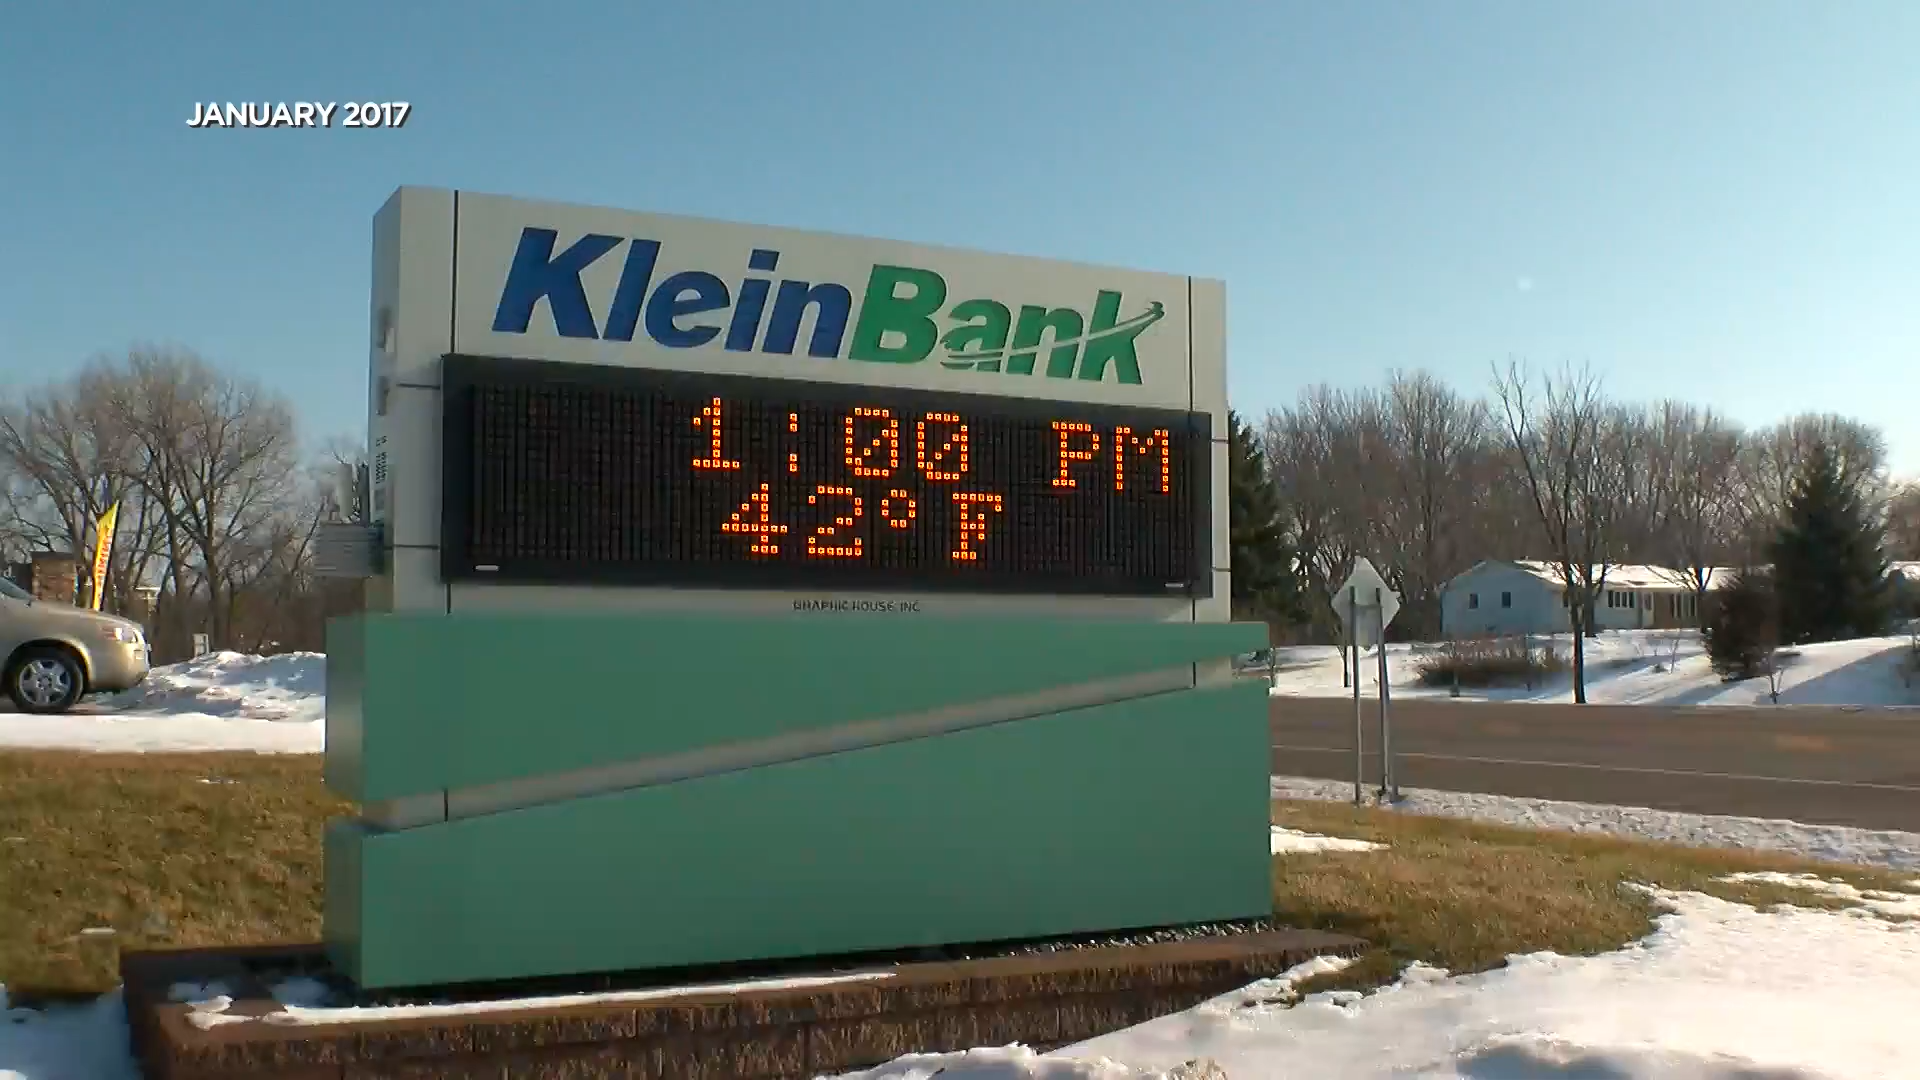 JANUARY 2017
KleinBank
1:00 PM
42°F
GRAPHIC HOUSE, INC.